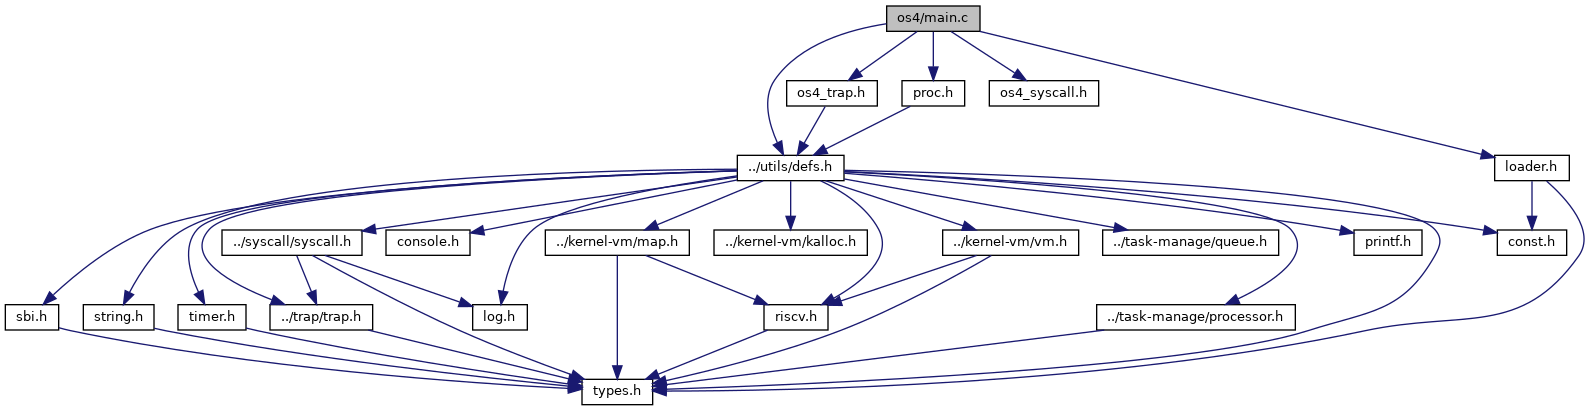 os4/main.c
os4_trap.h
proc.h
os4_syscall.h
../utils/defs.h
loader.h
../syscall/syscall.h
console.h
../kernel-vm/map.h
../kernel-vm/kalloc.h
../kernel-vm/vm.h
../task-manage/queue.h
printf.h
const.h
sbi.h
string.h
timer.h
../trap/trap.h
log.h
riscv.h
../task-manage/processor.h
types.h